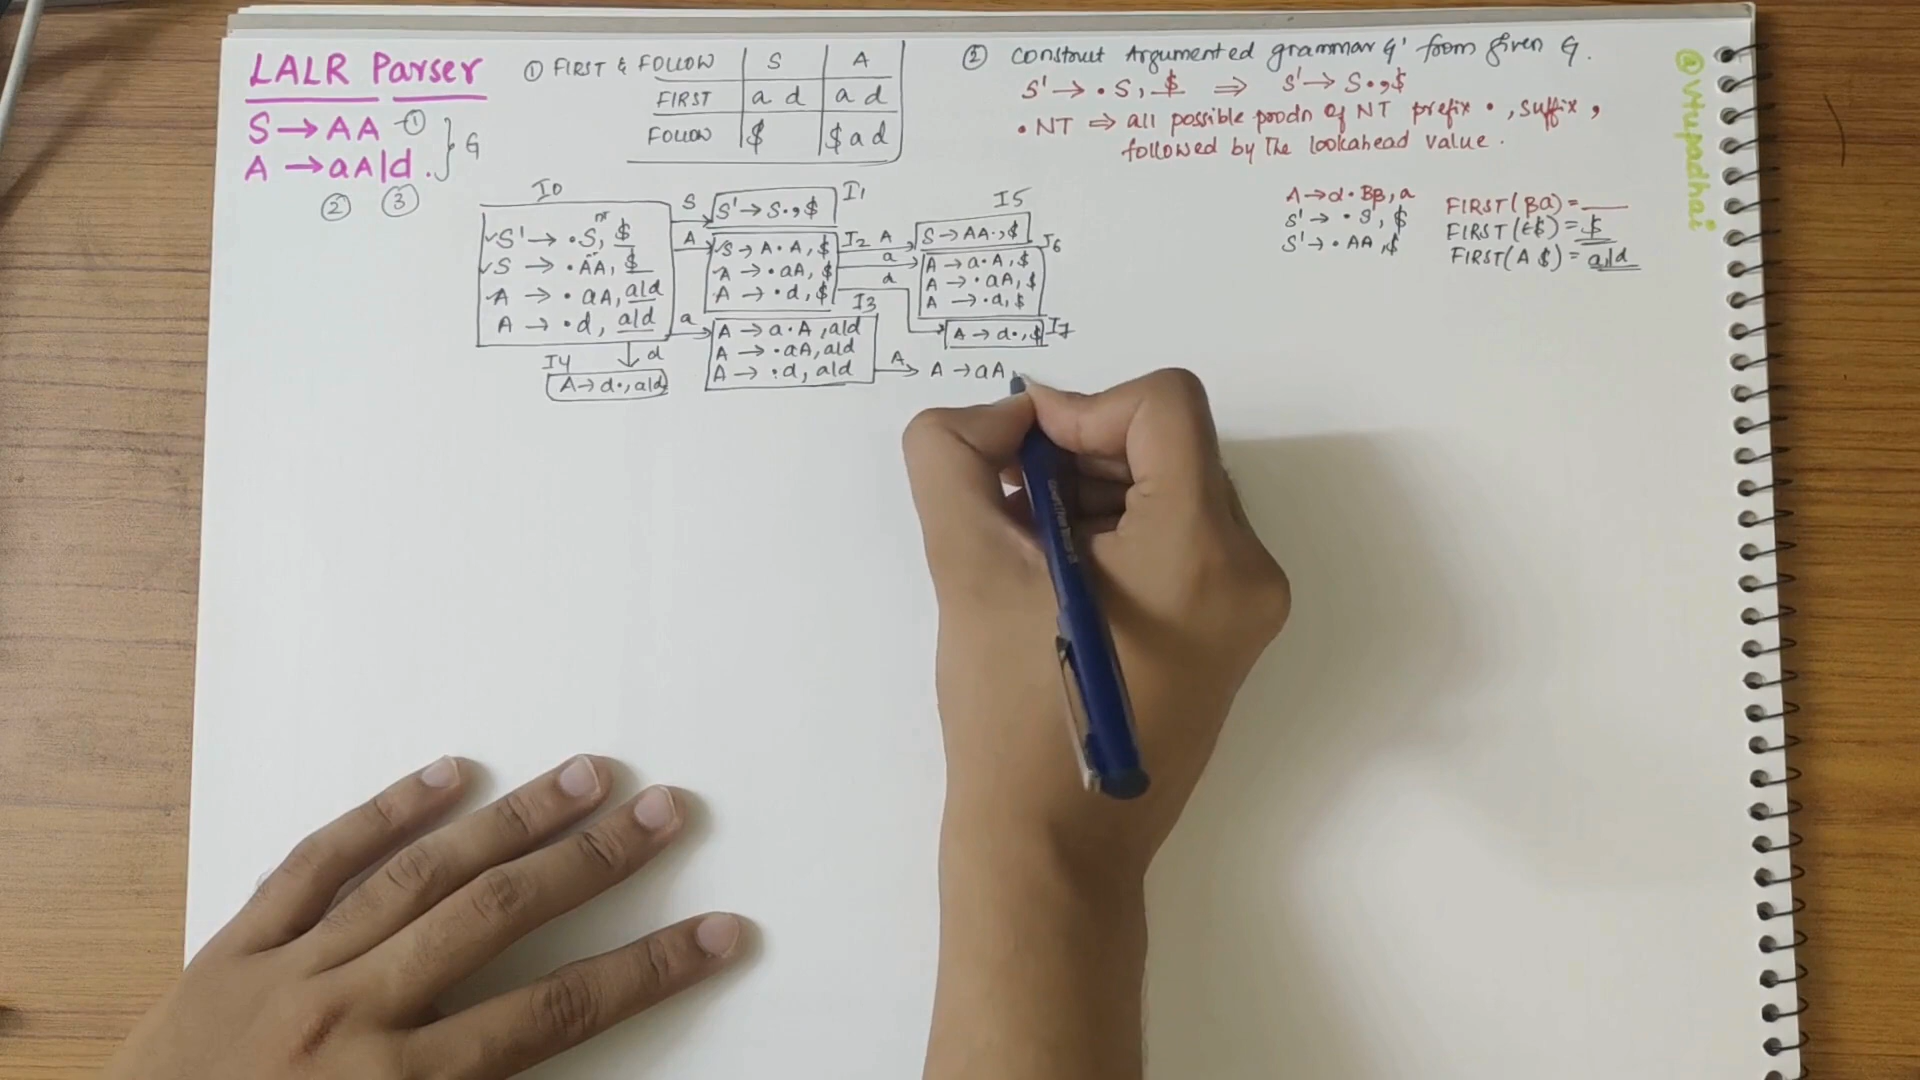 LALR Parser
S → AA - ①
A → aA|d .
} G
② ③
① FIRST & FOLLOW | S | A
FIRST | a d | a d
FOLLOW | $ | $ a d
② Construct Argumented grammar G' from given G.
S' → • S, $ ⇒ S' → S•,$
• NT ⇒ all possible prodn of NT prefix • , suffix ,
followed by the lookahead value .
@vtupadhai
I0
S' → •S, $
S → •AA, $
A → •aA, a|d
A → •d, a|d
S
S' → S•,$
I1
A
S → A•A, $
A → •aA, $
A → •d, $
I2
a
I3
A → a•A, a|d
A → •aA, a|d
A → •d, a|d
d
I4
A → d•, a|d
A
I5
S → AA•,$
a
I6
A → a•A, $
A → •aA, $
A → •d, $
d
A → d•,$
I7
A
A → aA
A → α•Bβ, a
S' → •S, $
S' → •AA,$
FIRST(βa) = __
FIRST(ε$) = $
FIRST(A $) = a|d